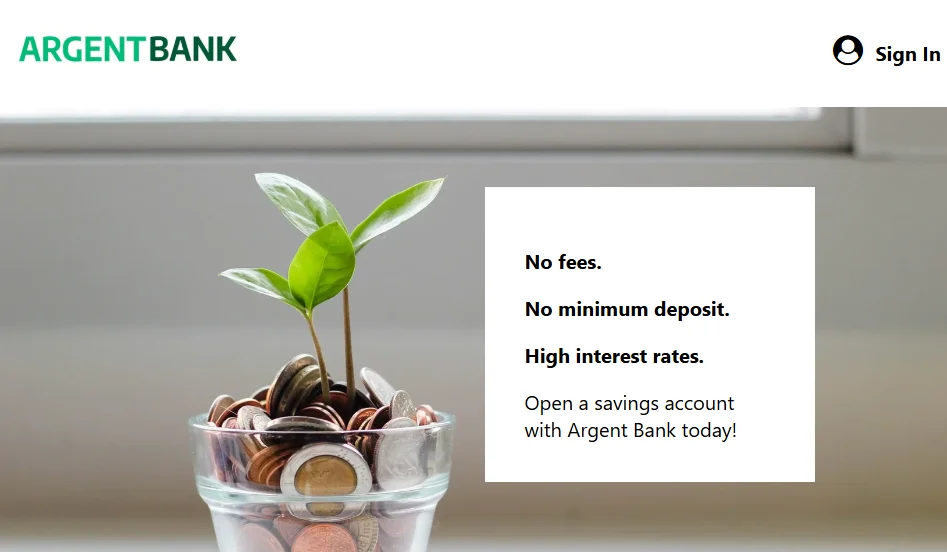 ARGENTBANK
Sign In
No fees.
No minimum deposit.
High interest rates.
Open a savings account
with Argent Bank today!